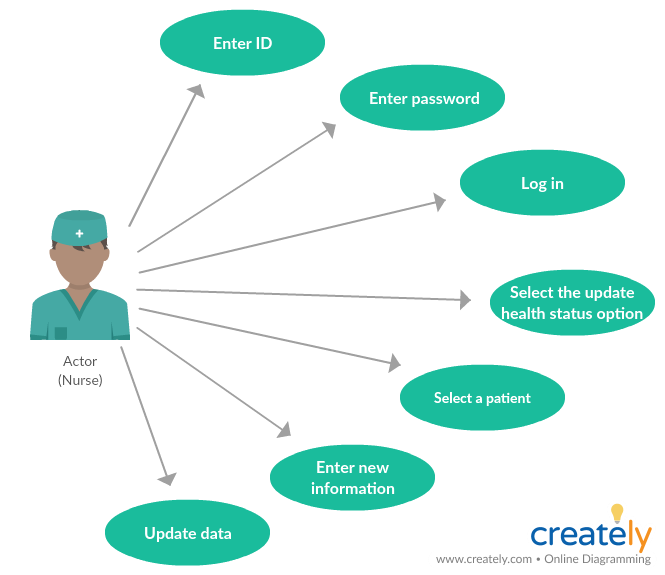 Enter ID
Enter password
Log in
Select the update
health status option
Actor
(Nurse)
Select a patient
Enter new
information
Update data
creately
www.creately.com • Online Diagramming